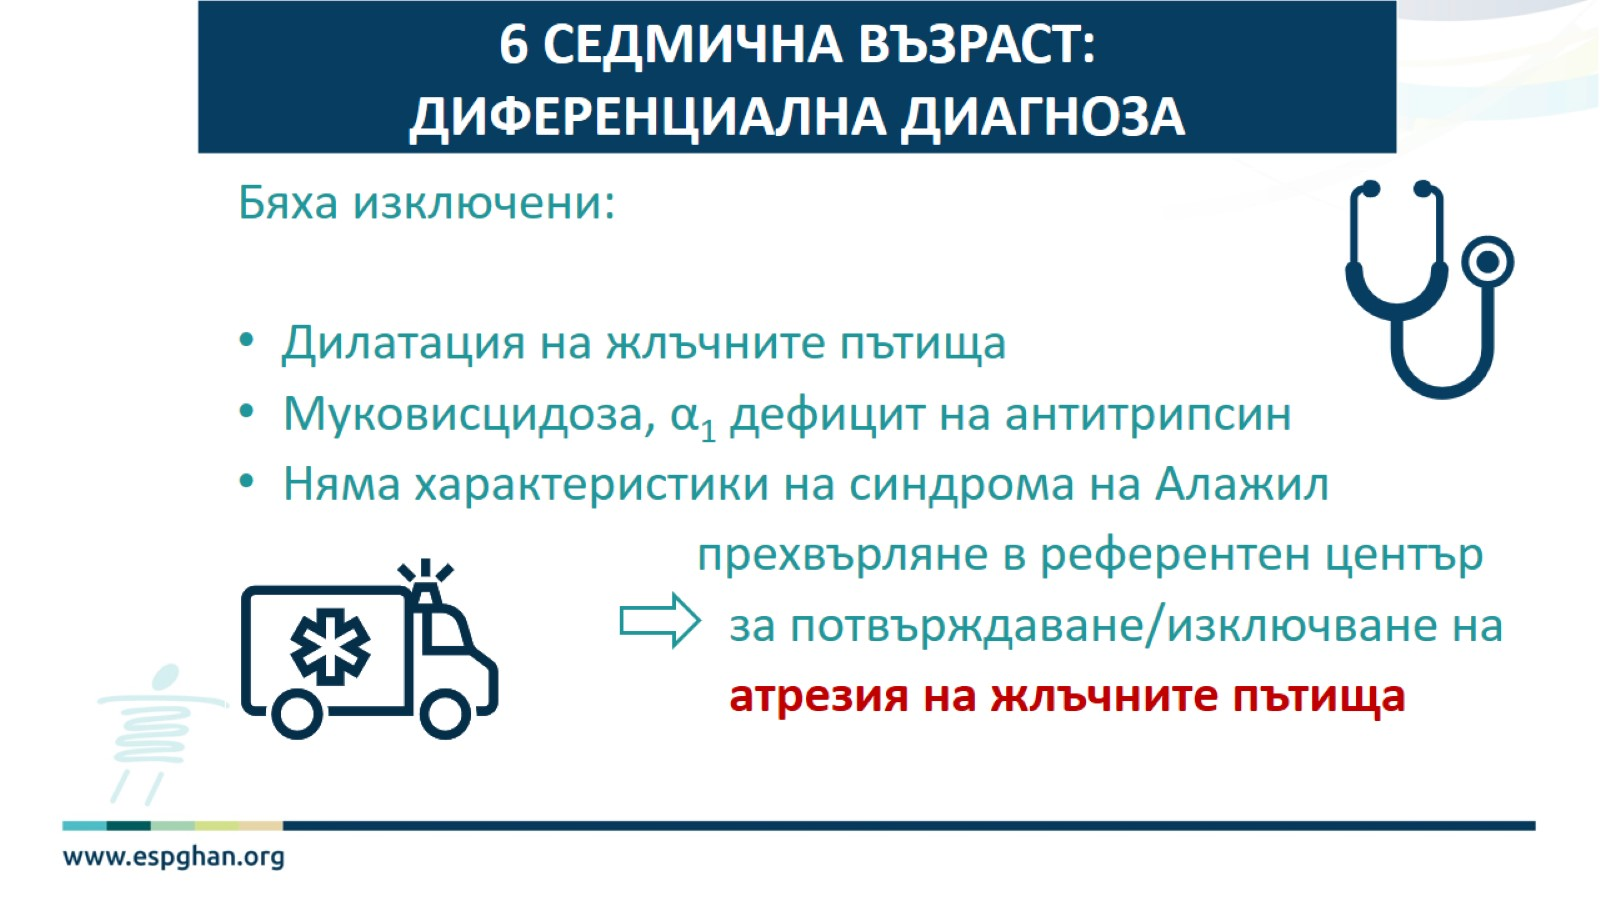 6 СЕДМИЧНА ВЪЗРАСТ:
ДИФЕРЕНЦИАЛНА ДИАГНОЗА
Бяха изключени:
• Дилатация на жлъчните пътища
• Муковисцидоза, α₁ дефицит на антитрипсин
• Няма характеристики на синдрома на Алажил
прехвърляне в референтен център
за потвърждаване/изключване на
атрезия на жлъчните пътища
www.espghan.org